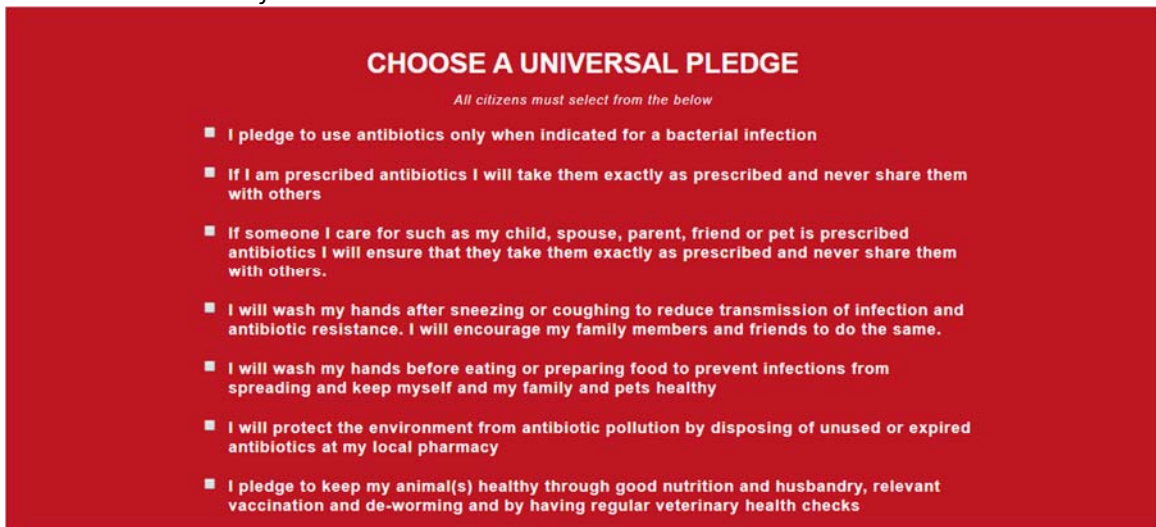 CHOOSE A UNIVERSAL PLEDGE
All citizens must select from the below
I pledge to use antibiotics only when indicated for a bacterial infection
If I am prescribed antibiotics I will take them exactly as prescribed and never share them
with others
If someone I care for such as my child, spouse, parent, friend or pet is prescribed
antibiotics I will ensure that they take them exactly as prescribed and never share them
with others.
I will wash my hands after sneezing or coughing to reduce transmission of infection and
antibiotic resistance. I will encourage my family members and friends to do the same.
I will wash my hands before eating or preparing food to prevent infections from
spreading and keep myself and my family and pets healthy
I will protect the environment from antibiotic pollution by disposing of unused or expired
antibiotics at my local pharmacy
I pledge to keep my animal(s) healthy through good nutrition and husbandry, relevant
vaccination and de-worming and by having regular veterinary health checks